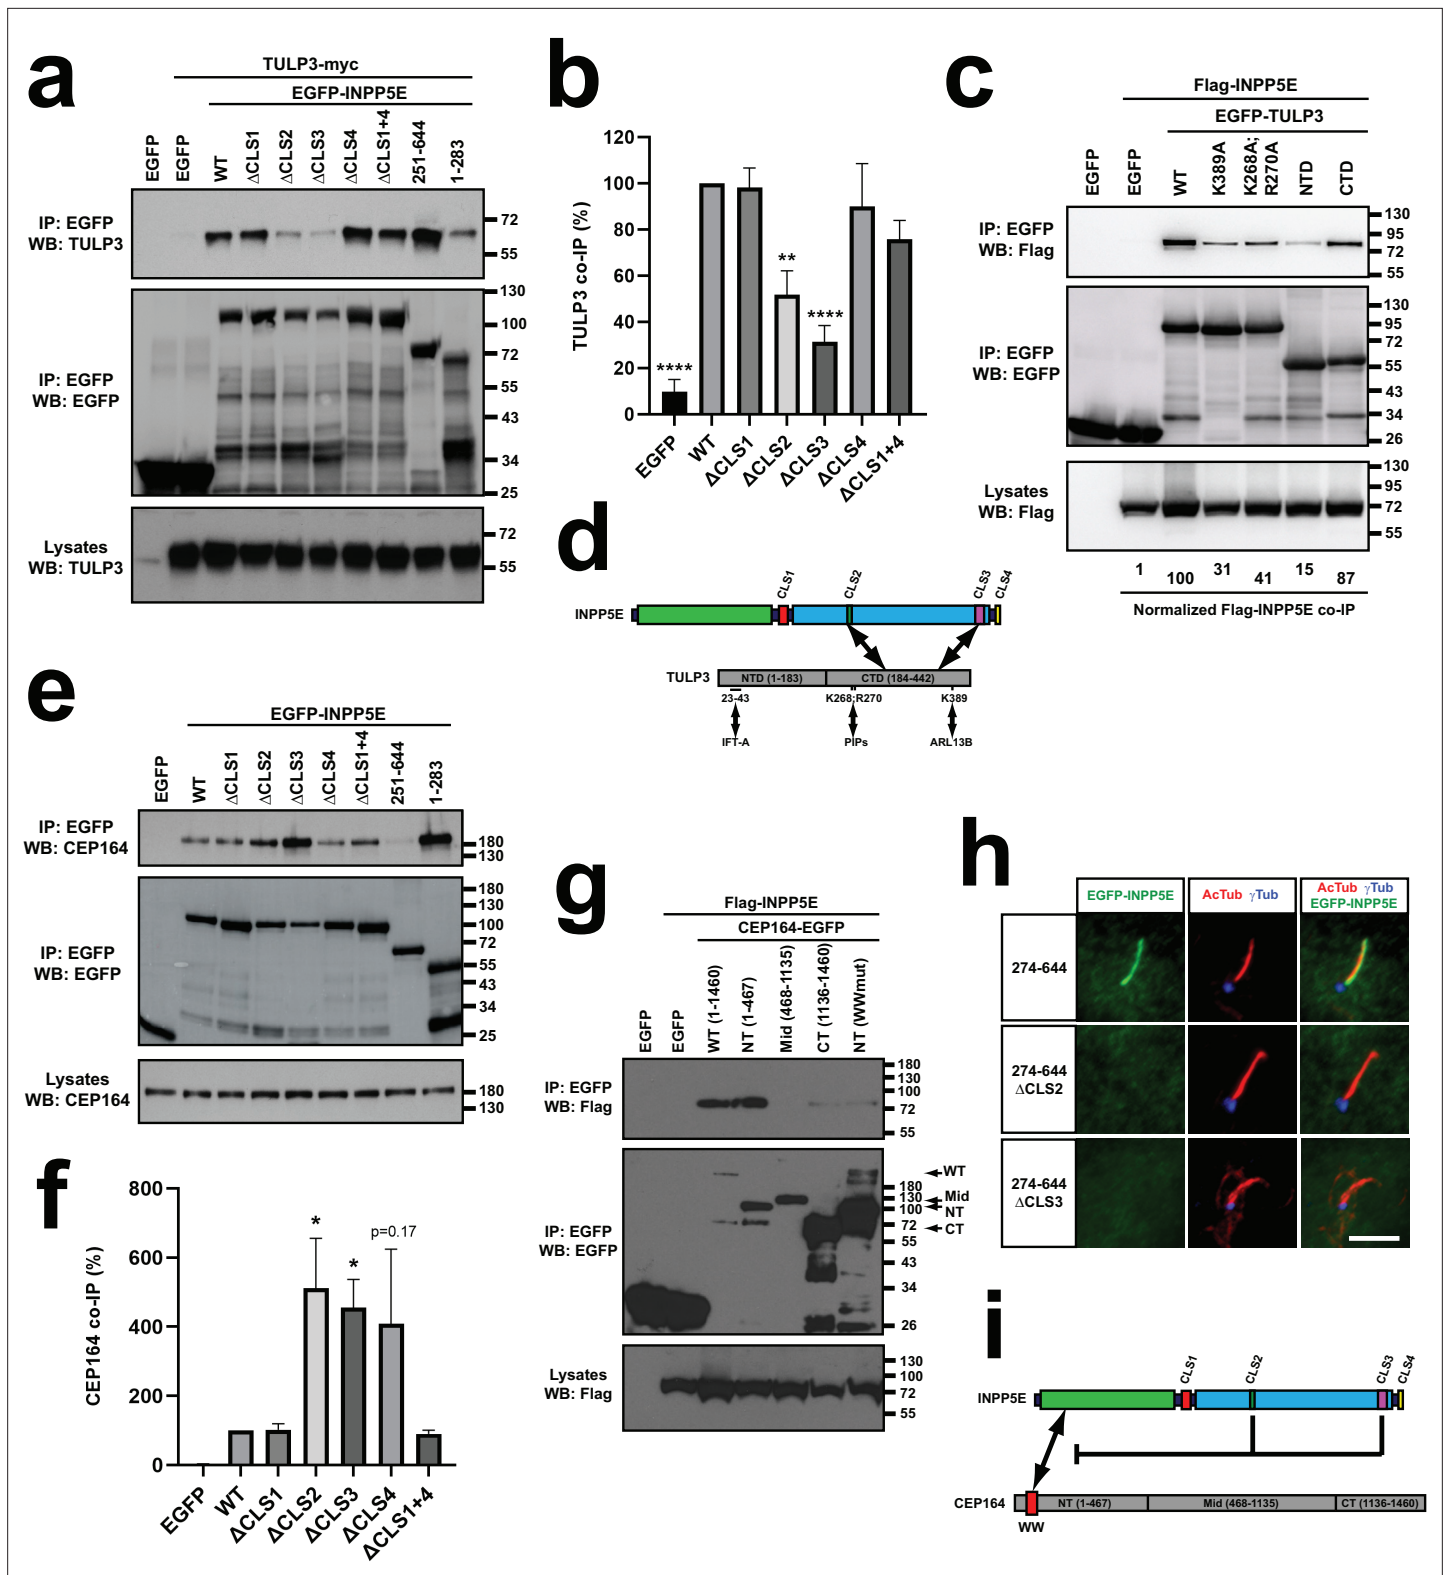 a
TULP3-myc
EGFP-INPP5E
EGFP
EGFP
WT
ΔCLS1
ΔCLS2
ΔCLS3
ΔCLS4
ΔCLS1+4
251-644
1-283
IP: EGFP
WB: TULP3
72
55
IP: EGFP
WB: EGFP
130
100
72
55
43
34
25
Lysates
WB: TULP3
72
55
b
TULP3 co-IP (%)
120
100
80
60
40
20
0
****
**
****
EGFP
WT
ΔCLS1
ΔCLS2
ΔCLS3
ΔCLS4
ΔCLS1+4
c
Flag-INPP5E
EGFP-TULP3
EGFP
EGFP
WT
K389A
K268A;
R270A
NTD
CTD
IP: EGFP
WB: Flag
130
95
72
55
IP: EGFP
WB: EGFP
130
95
72
55
43
34
26
Lysates
WB: Flag
130
95
72
55
1 100 31 41 15 87
Normalized Flag-INPP5E co-IP
d
CLS1
CLS2
CLS3
CLS4
INPP5E
TULP3
NTD (1-183)
CTD (184-442)
23-43
K268;R270
K389
IFT-A
PIPs
ARL13B
e
EGFP-INPP5E
EGFP
WT
ΔCLS1
ΔCLS2
ΔCLS3
ΔCLS4
ΔCLS1+4
251-644
1-283
IP: EGFP
WB: CEP164
180
130
IP: EGFP
WB: EGFP
180
130
100
72
55
43
34
25
Lysates
WB: CEP164
180
130
f
CEP164 co-IP (%)
800
600
400
200
0
*
*
p=0.17
EGFP
WT
ΔCLS1
ΔCLS2
ΔCLS3
ΔCLS4
ΔCLS1+4
g
Flag-INPP5E
CEP164-EGFP
EGFP
EGFP
WT (1-1460)
NT (1-467)
Mid (468-1135)
CT (1136-1460)
NT (WWmut)
IP: EGFP
WB: Flag
180
130
100
72
55
IP: EGFP
WB: EGFP
180
130
100
72
55
43
34
26
WT
Mid
NT
CT
Lysates
WB: Flag
130
100
72
55
h
EGFP-INPP5E
AcTub γTub
AcTub γTub
EGFP-INPP5E
274-644
274-644
ΔCLS2
274-644
ΔCLS3
i
CLS1
CLS2
CLS3
CLS4
INPP5E
CEP164
NT (1-467)
Mid (468-1135)
CT (1136-1460)
WW